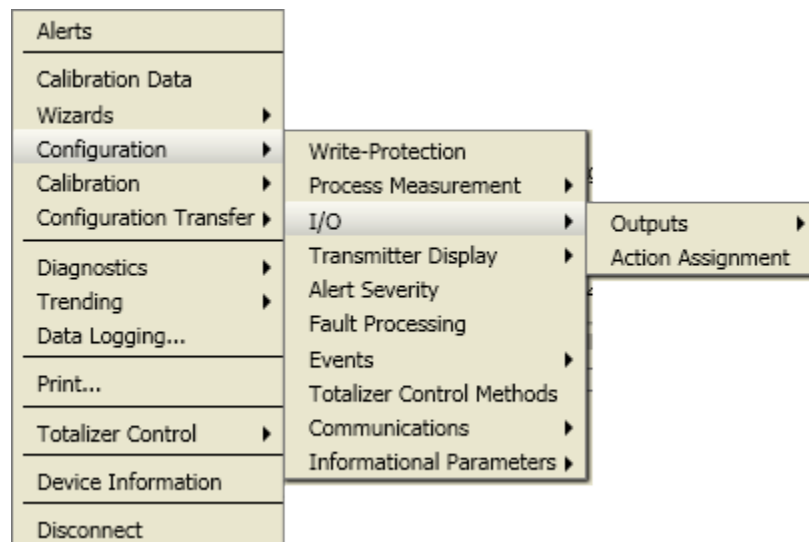 Alerts
Calibration Data
Wizards
Configuration
Calibration
Configuration Transfer
Diagnostics
Trending
Data Logging...
Print...
Totalizer Control
Device Information
Disconnect
Write-Protection
Process Measurement
I/O
Transmitter Display
Alert Severity
Fault Processing
Events
Totalizer Control Methods
Communications
Informational Parameters
Outputs
Action Assignment